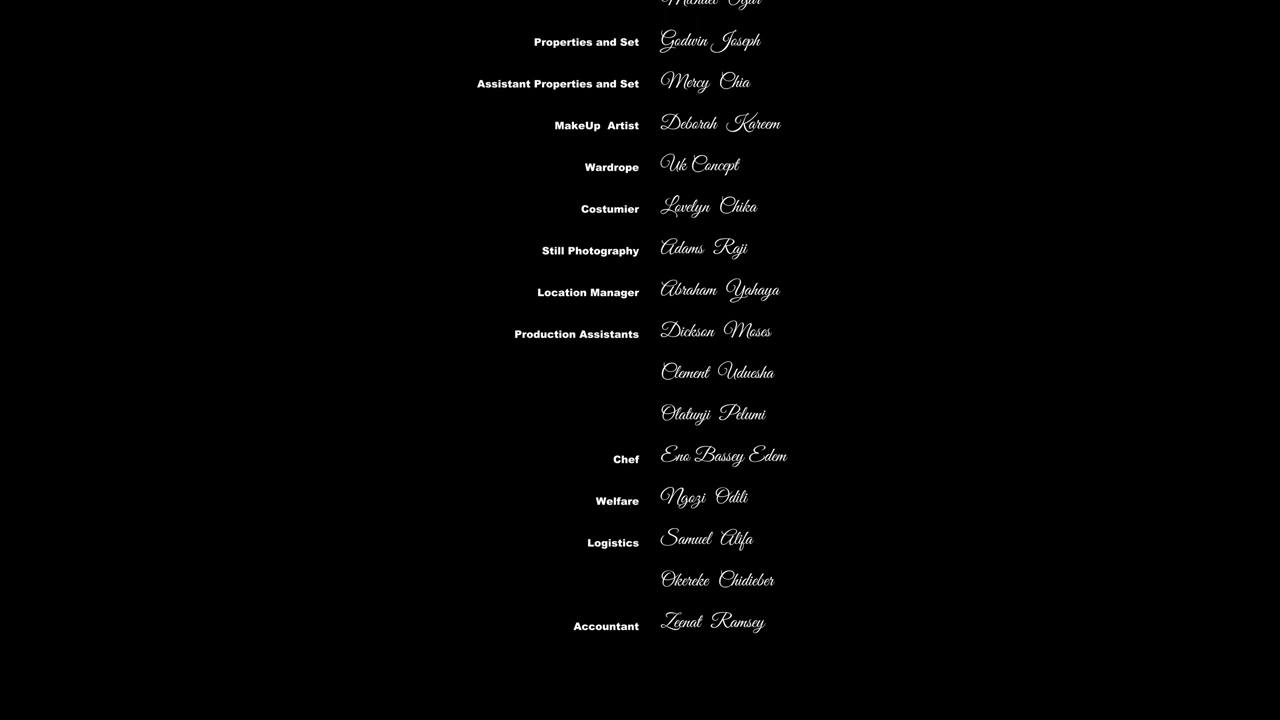 Properties and Set Godwin Joseph
Assistant Properties and Set Mercy Chia
MakeUp Artist Deborah Kareem
Wardrope Uk Concept
Costumier Lovelyn Chika
Still Photography Adams Raji
Location Manager Abraham Yahaya
Production Assistants Dickson Moses
Clement Uduesha
Olatunji Pelumi
Chef Eno Bassey Edem
Welfare Ngozi Odili
Logistics Samuel Alifa
Okereke Chidieber
Accountant Zeenat Ramsey